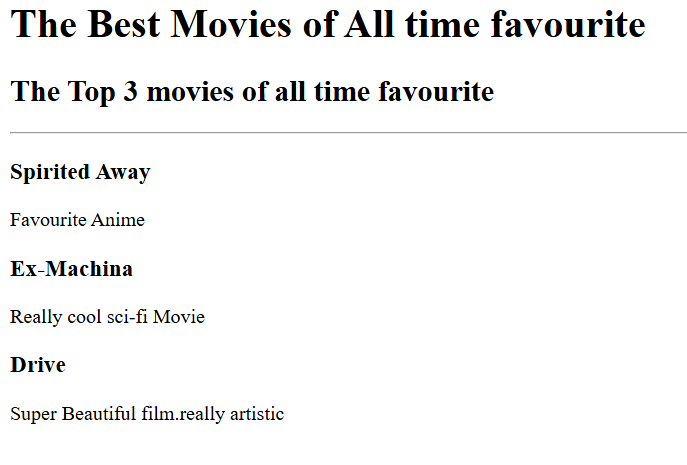 The Best Movies of All time favourite
The Top 3 movies of all time favourite
Spirited Away
Favourite Anime
Ex-Machina
Really cool sci-fi Movie
Drive
Super Beautiful film.really artistic